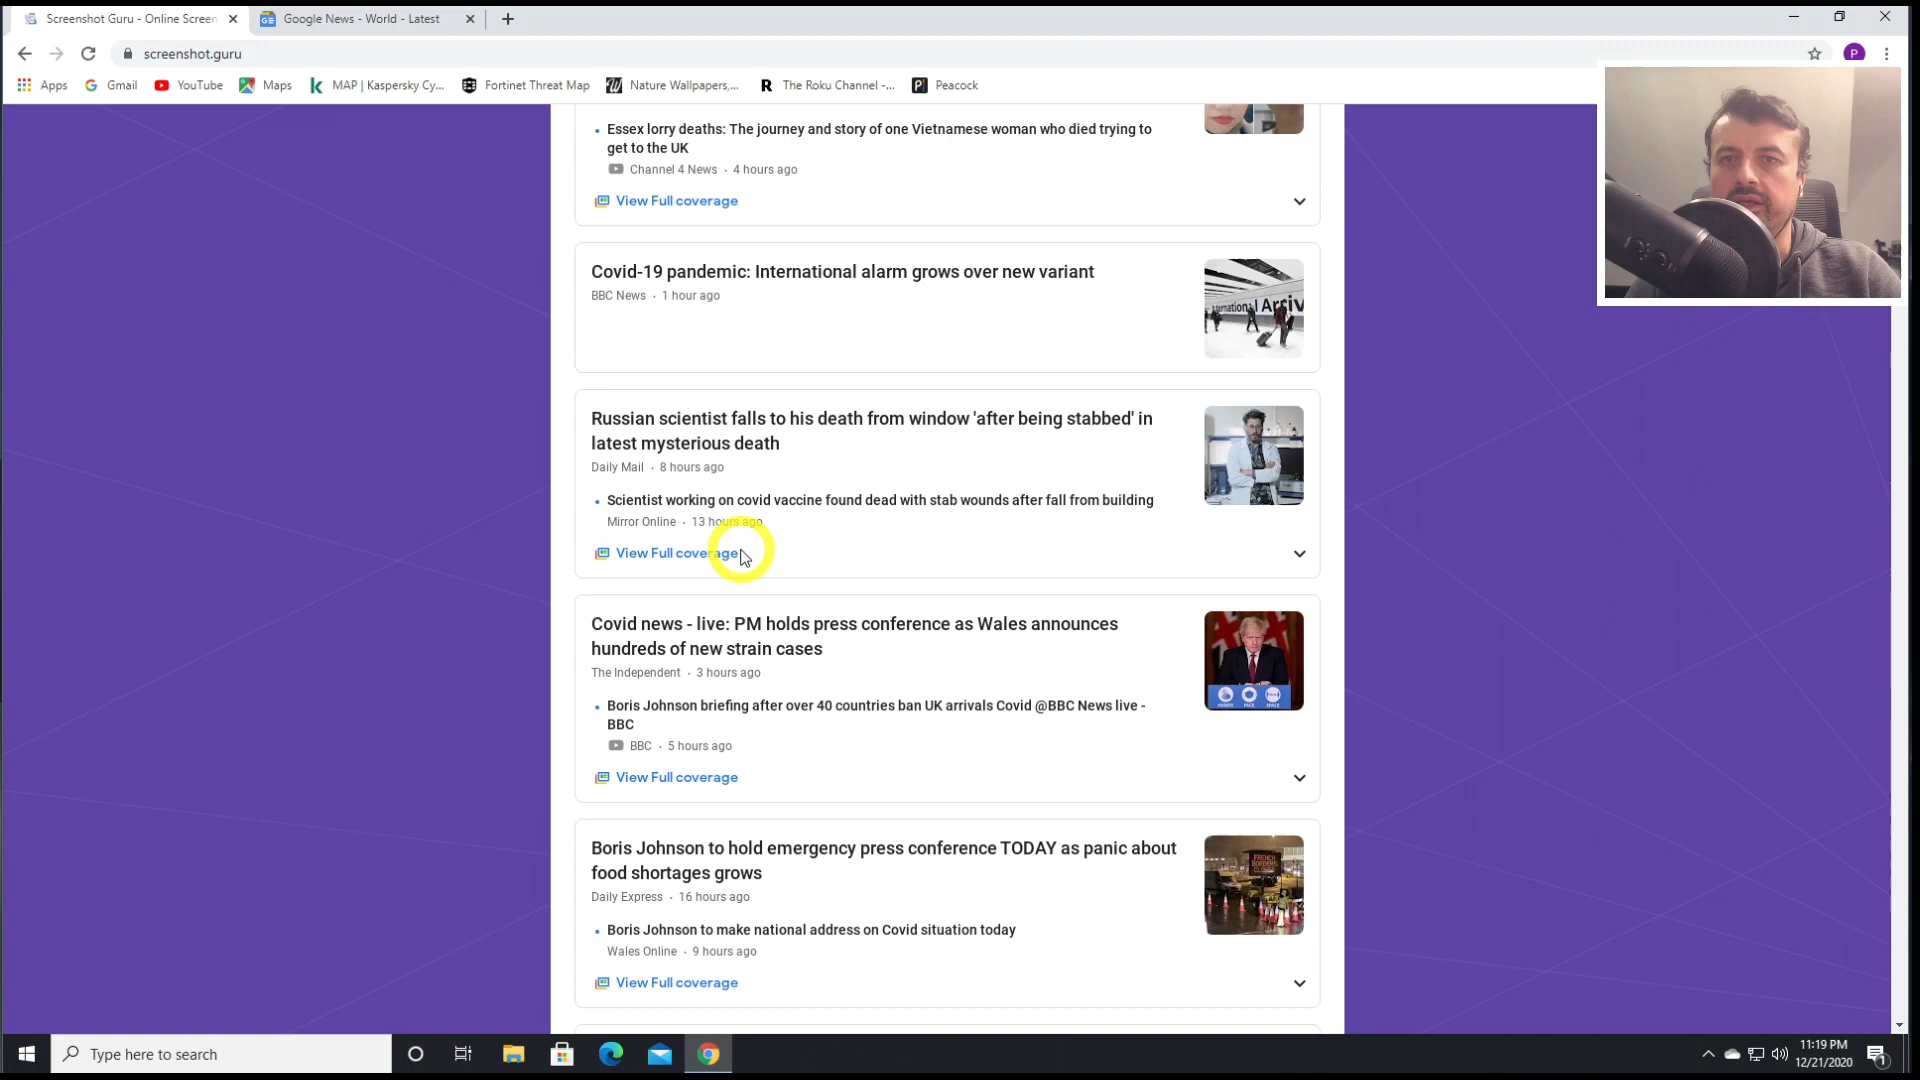 Screenshot Guru - Online Screen
Google News - World - Latest
screenshot.guru
P
Apps
Gmail
YouTube
Maps
MAP | Kaspersky Cy...
Fortinet Threat Map
Nature Wallpapers,...
The Roku Channel -...
Peacock
Essex lorry deaths: The journey and story of one Vietnamese woman who died trying to
get to the UK
Channel 4 News · 4 hours ago
View Full coverage
Covid-19 pandemic: International alarm grows over new variant
BBC News · 1 hour ago
Russian scientist falls to his death from window 'after being stabbed' in
latest mysterious death
Daily Mail · 8 hours ago
• Scientist working on covid vaccine found dead with stab wounds after fall from building
Mirror Online · 13 hours ago
View Full coverage
Covid news - live: PM holds press conference as Wales announces
hundreds of new strain cases
The Independent · 3 hours ago
• Boris Johnson briefing after over 40 countries ban UK arrivals Covid @BBC News live -
BBC
BBC · 5 hours ago
View Full coverage
Boris Johnson to hold emergency press conference TODAY as panic about
food shortages grows
FRENCH
BORDERS
CLOSED
Daily Express · 16 hours ago
• Boris Johnson to make national address on Covid situation today
Wales Online · 9 hours ago
View Full coverage
Type here to search
11:19 PM
12/21/2020
1